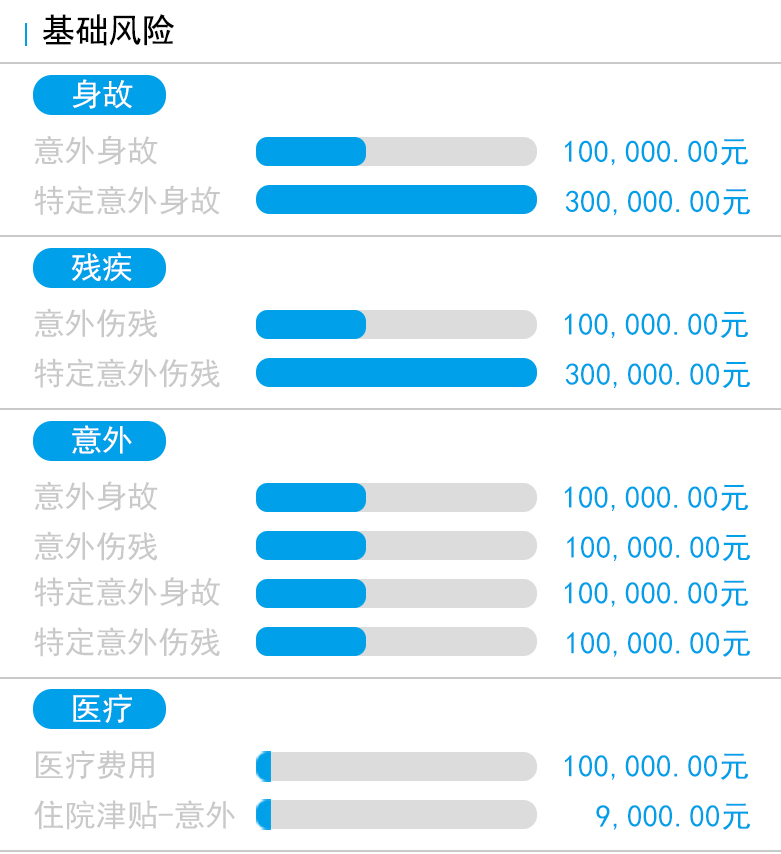 基础风险
身故
意外身故 100,000.00元
特定意外身故 300,000.00元
残疾
意外伤残 100,000.00元
特定意外伤残 300,000.00元
意外
意外身故 100,000.00元
意外伤残 100,000.00元
特定意外身故 100,000.00元
特定意外伤残 100,000.00元
医疗
医疗费用 100,000.00元
住院津贴-意外 9,000.00元